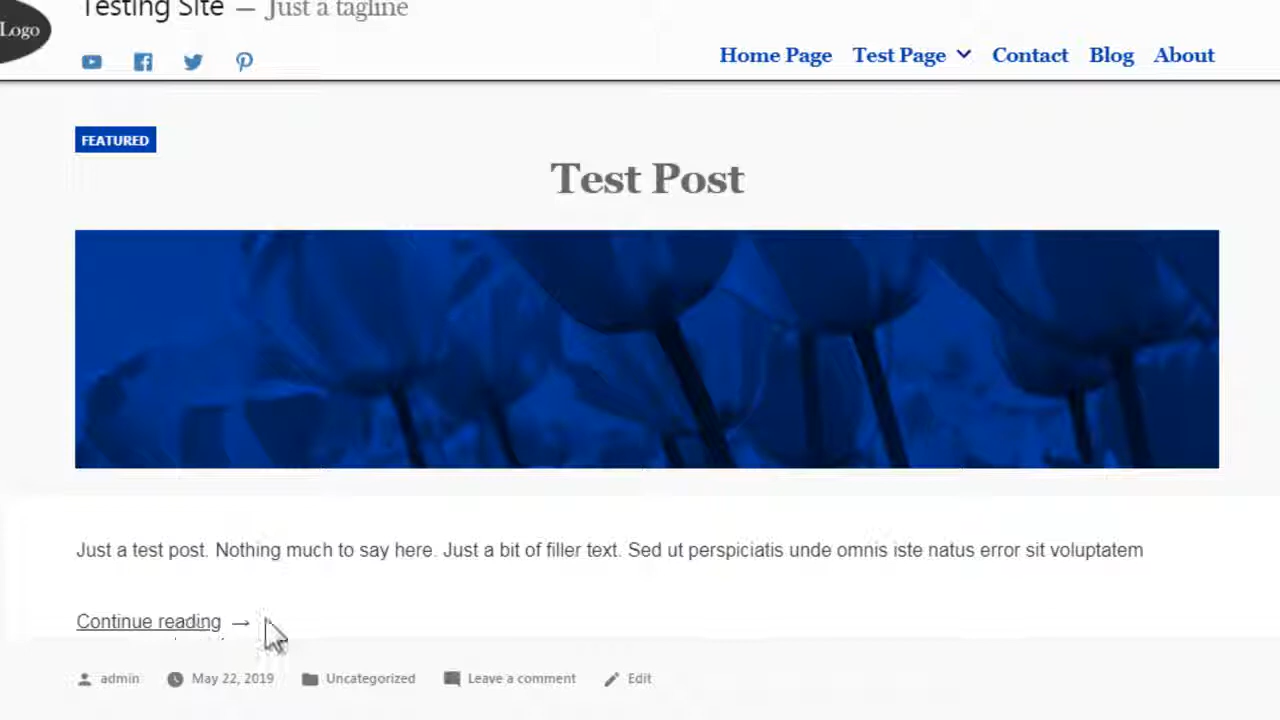 Testing Site — Just a tagline
Logo
Home Page Test Page Contact Blog About
FEATURED
Test Post
Just a test post. Nothing much to say here. Just a bit of filler text. Sed ut perspiciatis unde omnis iste natus error sit voluptatem
Continue reading →
admin May 22, 2019 Uncategorized Leave a comment Edit